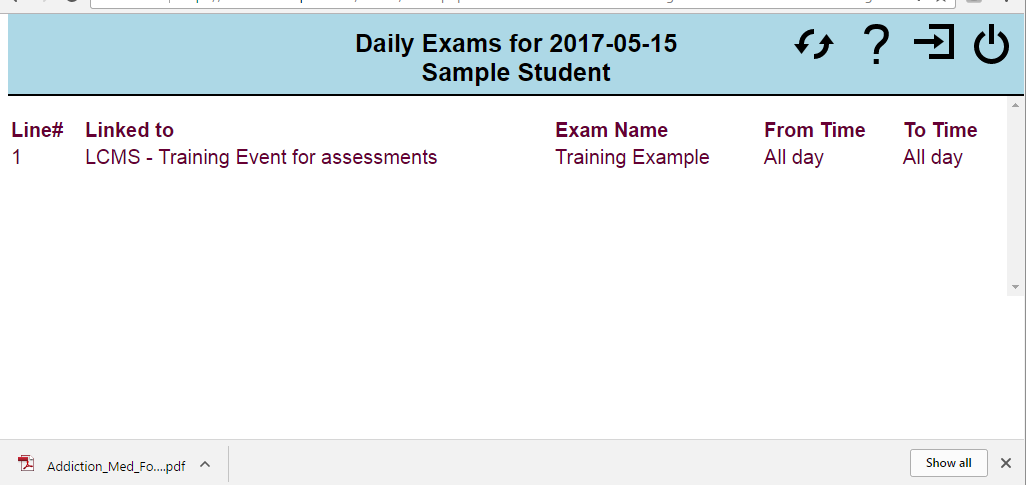 Daily Exams for 2017-05-15
Sample Student
Line# Linked to Exam Name From Time To Time
1 LCMS - Training Event for assessments Training Example All day All day
Addiction_Med_Fo....pdf
Show all